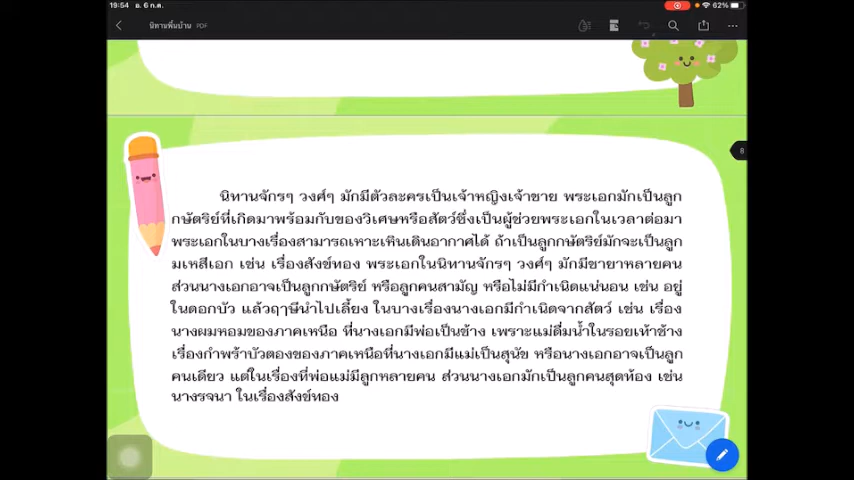 19:54 อ. 6 ก.ค.
62%
นิทานพื้นบ้าน PDF
8
นิทานจักรๆ วงศ์ๆ มักมีตัวละครเป็นเจ้าหญิงเจ้าชาย พระเอกมักเป็นลูก
กษัตริย์ที่เกิดมาพร้อมกับของวิเศษหรือสัตว์ซึ่งเป็นผู้ช่วยพระเอกในเวลาต่อมา
พระเอกในบางเรื่องสามารถเหาะเหินเดินอากาศได้ ถ้าเป็นลูกกษัตริย์มักจะเป็นลูก
มเหสีเอก เช่น เรื่องสังข์ทอง พระเอกในนิทานจักรๆ วงศ์ๆ มักมีชายาหลายคน
ส่วนนางเอกอาจเป็นลูกกษัตริย์ หรือลูกคนสามัญ หรือไม่มีกำเนิดแน่นอน เช่น อยู่
ในดอกบัว แล้วฤาษีนำไปเลี้ยง ในบางเรื่องนางเอกมีกำเนิดจากสัตว์ เช่น เรื่อง
นางผมหอมของภาคเหนือ ที่นางเอกมีพ่อเป็นช้าง เพราะแม่ดื่มน้ำในรอยเท้าช้าง
เรื่องกำพร้าบัวตองของภาคเหนือที่นางเอกมีแม่เป็นสุนัข หรือนางเอกอาจเป็นลูก
คนเดียว แต่ในเรื่องที่พ่อแม่มีลูกหลายคน ส่วนนางเอกมักเป็นลูกคนสุดท้อง เช่น
นางรจนา ในเรื่องสังข์ทอง